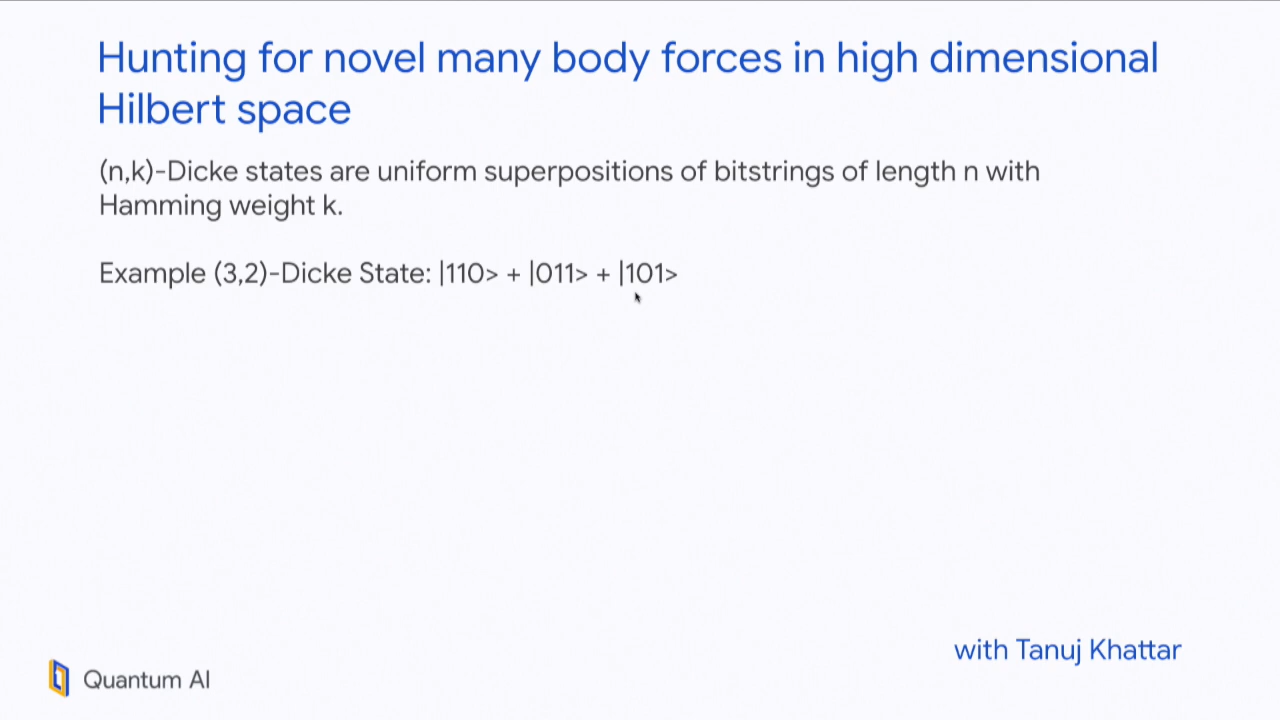 Hunting for novel many body forces in high dimensional
Hilbert space
(n,k)-Dicke states are uniform superpositions of bitstrings of length n with
Hamming weight k.
Example (3,2)-Dicke State: |110> + |011> + |101>
with Tanuj Khattar
Quantum AI